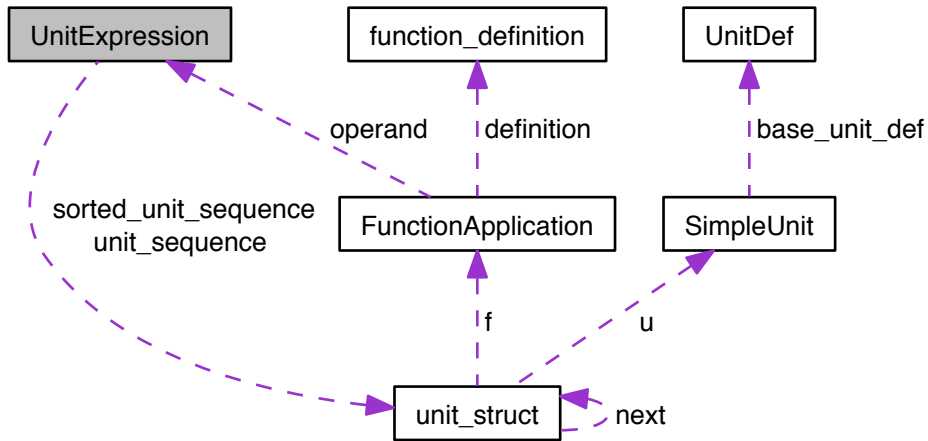 UnitExpression
function_definition
UnitDef
operand
definition
base_unit_def
sorted_unit_sequence
unit_sequence
FunctionApplication
SimpleUnit
f
u
unit_struct
next